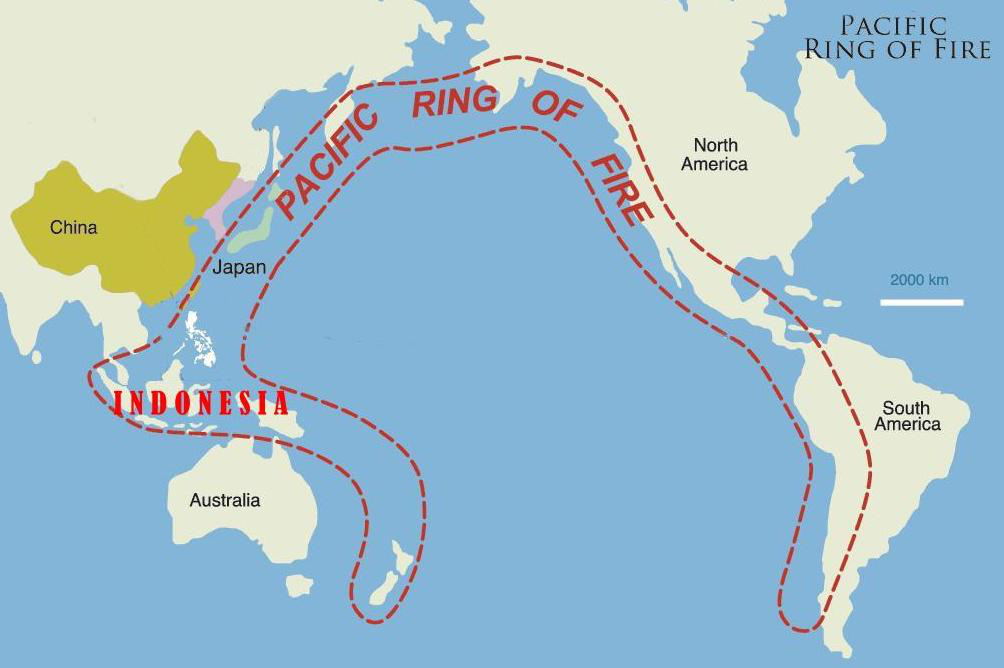 PACIFIC
RING OF FIRE
PACIFIC RING OF FIRE
North
America
China
Japan
2000 km
INDONESIA
South
America
Australia